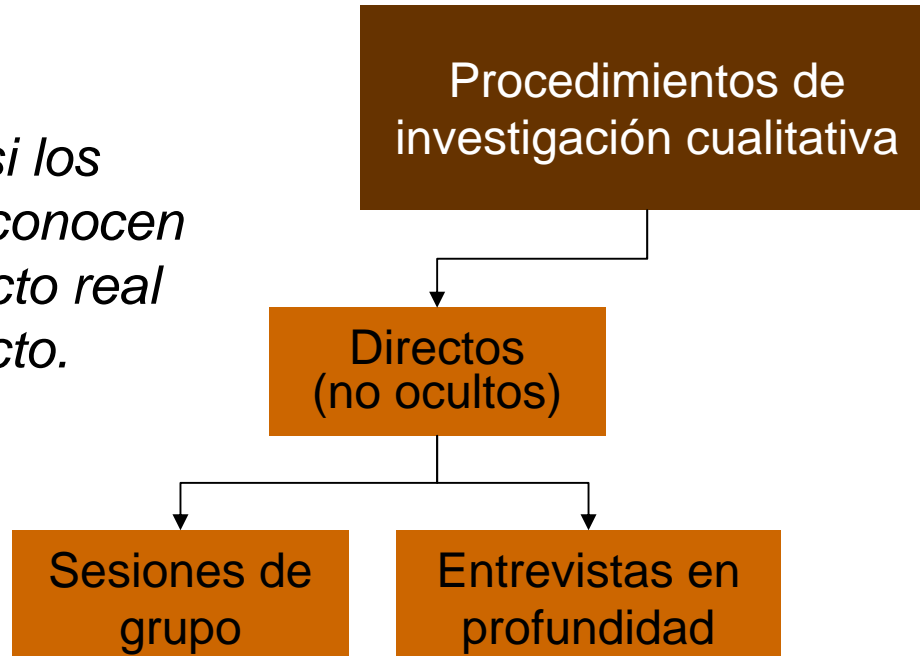 Procedimientos de
investigación cualitativa
si los
conocen
cto real
cto.
Directos
(no ocultos)
Sesiones de
grupo
Entrevistas en
profundidad